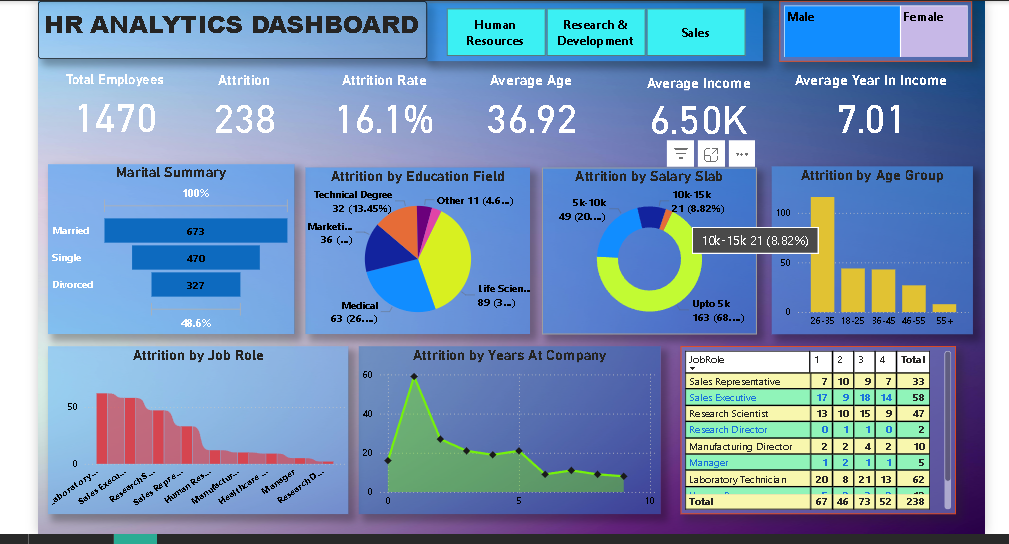 HR ANALYTICS DASHBOARD
Human Resources
Research & Development
Sales
Male
Female
Total Employees
1470
Attrition
238
Attrition Rate
16.1%
Average Age
36.92
Average Income
6.50K
Average Year In Income
7.01
Marital Summary
100%
Married 673
Single 470
Divorced 327
48.6%
Attrition by Education Field
Technical Degree
32 (13.45%)
Other 11 (4.6...)
Marketi...
36 (...)
Life Scien...
89 (3...)
Medical
63 (26....)
Attrition by Salary Slab
10k-15k
21 (8.82%)
5k-10k
49 (20....)
10k-15k 21 (8.82%)
Upto 5k
163 (68....)
Attrition by Age Group
100
50
0
26-35 18-25 36-45 46-55 55+
Attrition by Job Role
50
0
Sales Execu...
Research S...
Sales Repre...
Human Res...
Manufactur...
Healthcare ...
Manager
Research D...
Attrition by Years At Company
60
40
20
0
0 5 10
JobRole 1 2 3 4 Total
Sales Representative 7 10 9 7 33
Sales Executive 17 9 18 14 58
Research Scientist 13 10 15 9 47
Research Director 0 1 1 0 2
Manufacturing Director 2 2 4 2 10
Manager 1 2 1 1 5
Laboratory Technician 20 8 21 13 62
Total 67 46 73 52 238